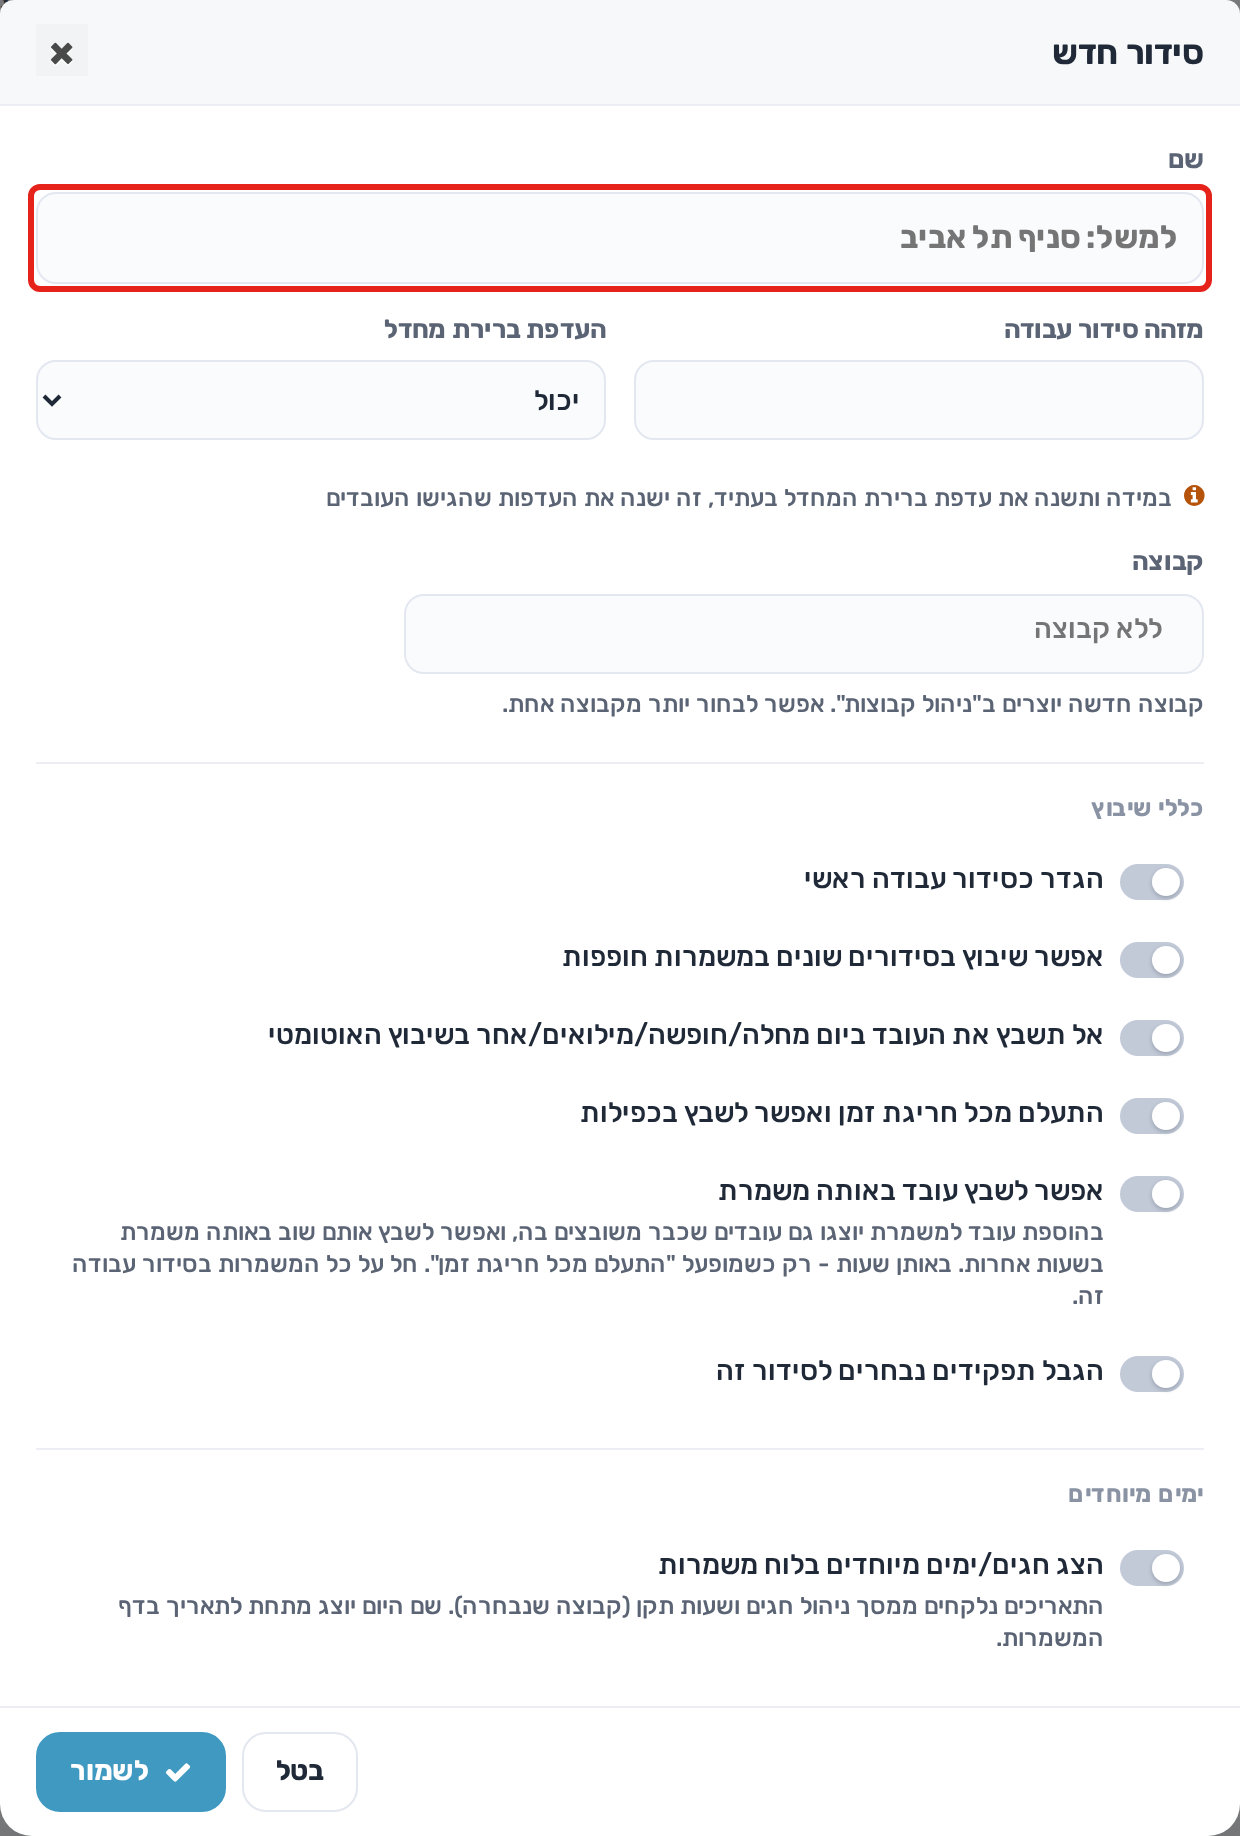 סידור חדש
שם
למשל: סניף תל אביב
מזהה סידור עבודה
העדפת ברירת מחדל
יכול
במידה ותשנה את עדפת ברירת המחדל בעתיד, זה ישנה את העדפות שהגישו העובדים
קבוצה
ללא קבוצה
קבוצה חדשה יוצרים ב"ניהול קבוצות". אפשר לבחור יותר מקבוצה אחת.
כללי שיבוץ
הגדר כסידור עבודה ראשי
אפשר שיבוץ בסידורים שונים במשמרות חופפות
אל תשבץ את העובד ביום מחלה/חופשה/מילואים/אחר בשיבוץ האוטומטי
התעלם מכל חריגת זמן ואפשר לשבץ בכפילות
אפשר לשבץ עובד באותה משמרת
בהוספת עובד למשמרת יוצגו גם עובדים שכבר משובצים בה, ואפשר לשבץ אותם שוב באותה משמרת
בשעות אחרות. באותן שעות - רק כשמופעל "התעלם מכל חריגת זמן". חל על כל המשמרות בסידור עבודה
זה.
הגבל תפקידים נבחרים לסידור זה
ימים מיוחדים
הצג חגים/ימים מיוחדים בלוח משמרות
התאריכים נלקחים ממסך ניהול חגים ושעות תקן (קבוצה שנבחרה). שם היום יוצג מתחת לתאריך בדף
המשמרות.
בטל
לשמור